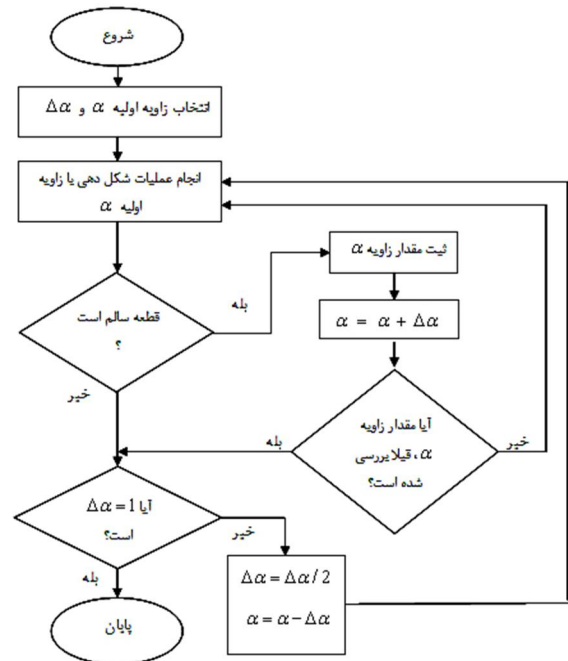 شروع
انتخاب زاویه اولیه α و Δα
انجام عملیات شکل دهی با زاویه
اولیه α
قطعه سالم است
؟
بله
خیر
ثبت مقدار زاویه α
α = α + Δα
آیا مقدار زاویه
α ، قبلا بررسی
شده است؟
بله
خیر
آیا Δα = 1
است؟
خیر
بله
Δα = Δα / 2
α = α − Δα
پایان